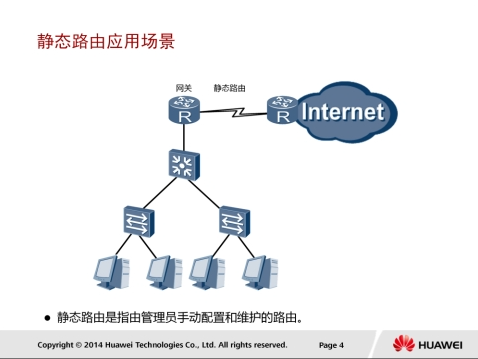 静态路由应用场景
网关 静态路由
R R Internet
● 静态路由是指由管理员手动配置和维护的路由。
Copyright © 2014 Huawei Technologies Co., Ltd. All rights reserved. Page 4 HUAWEI